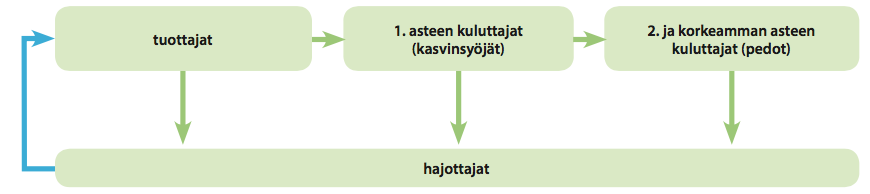 tuottajat
1. asteen kuluttajat
(kasvinsyöjät)
2. ja korkeamman asteen
kuluttajat (pedot)
hajottajat